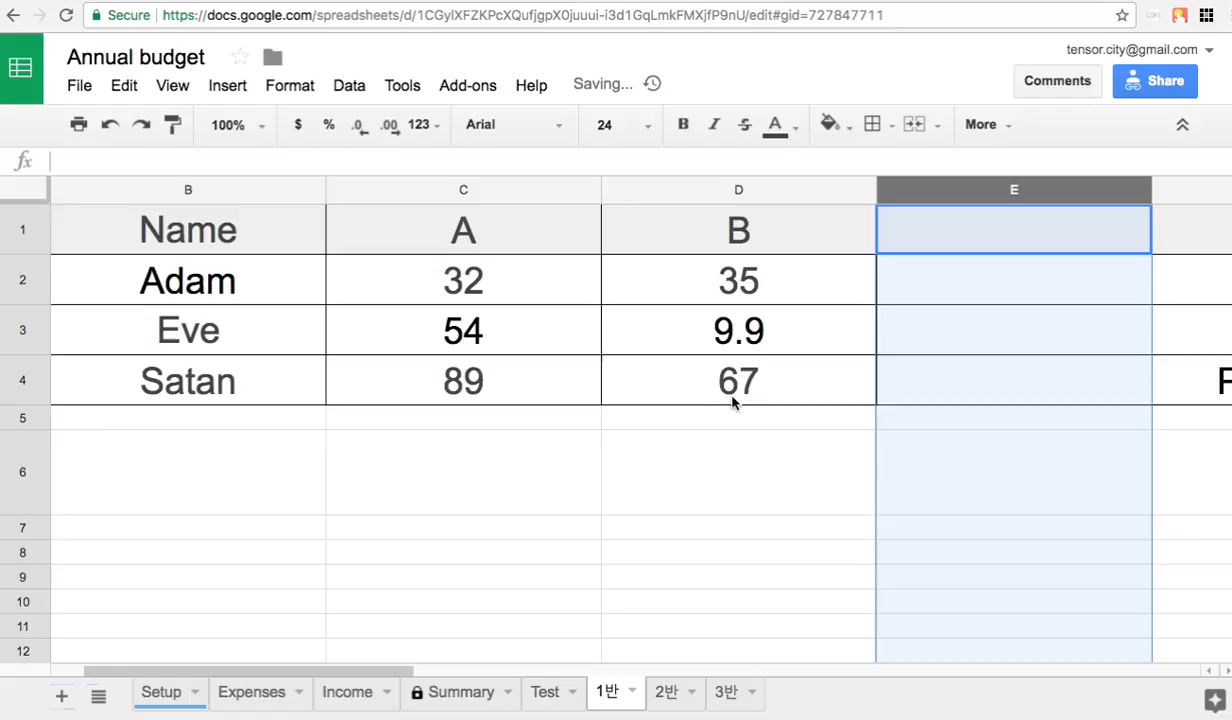 Secure https://docs.google.com/spreadsheets/d/1CGylXFZKPcXQufjgpX0juuui-i3d1GqLmkFMXjfP9nU/edit#gid=727847711
Annual budget
tensor.city@gmail.com
File Edit View Insert Format Data Tools Add-ons Help Saving...
Comments Share
100% $ % .0 .00 123 Arial 24 B I S A More
fx
B C D E
1 Name A B
2 Adam 32 35
3 Eve 54 9.9
4 Satan 89 67
5
6
7
8
9
10
11
12
Setup Expenses Income Summary Test 1반 2반 3반